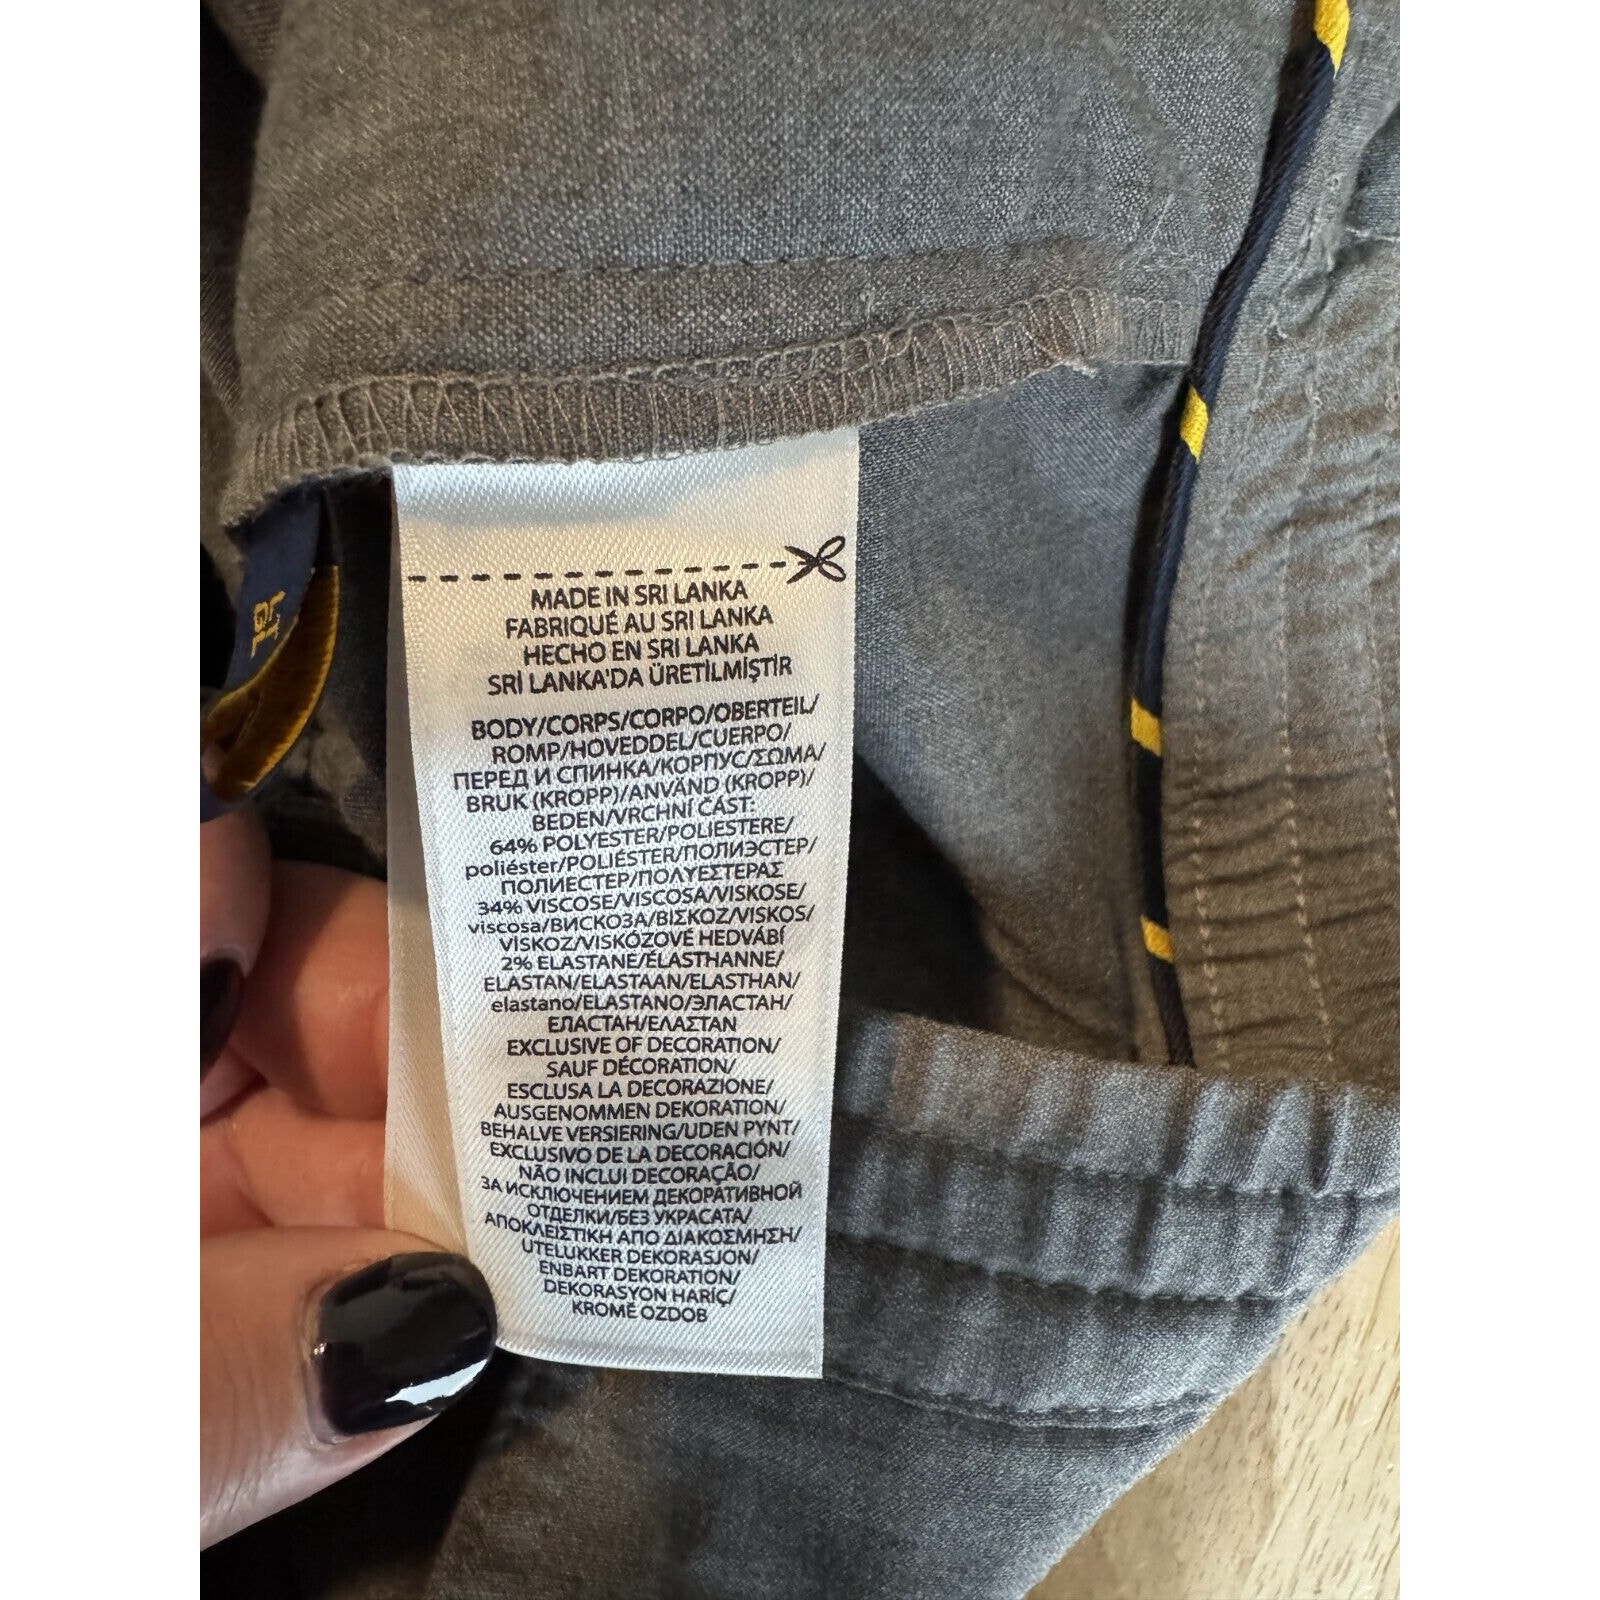 MADE IN SRI LANKA
FABRIQUÉ AU SRI LANKA
HECHO EN SRI LANKA
SRİ LANKA'DA ÜRETİLMİŞTİR
BODY/CORPS/CORPO/OBERTEIL/
ROMP/HOVEDDEL/CUERPO/
ПЕРЕД И СПИНКА/КОРПУС/ΣΩΜΑ/
BRUK (KROPP)/ANVÄND (KROPP)/
BEDEN/VRCHNÍ ČÁST:
64% POLYESTER/POLIESTERE/
poliéster/POLIÉSTER/ПОЛИЭСТЕР/
ПОЛИЕСТЕР/ΠΟΛΥΕΣΤΕΡΑΣ
34% VISCOSE/VISCOSA/VISKOSE/
viscosa/ВИСКОЗА/ΒΙΣΚΟΖ/VISKOS/
VİSKOZ/VISKÓZOVÉ HEDVÁBÍ
2% ELASTANE/ÉLASTHANNE/
ELASTAN/ELASTAAN/ELASTHAN/
elastano/ELASTANO/ЭЛАСТАН/
ЕЛАСТАН/ΕΛΑΣΤΑΝ
EXCLUSIVE OF DECORATION/
SAUF DÉCORATION/
ESCLUSA LA DECORAZIONE/
AUSGENOMMEN DEKORATION/
BEHALVE VERSIERING/UDEN PYNT/
EXCLUSIVO DE LA DECORACIÓN/
NÃO INCLUI DECORAÇÃO/
ЗА ИСКЛЮЧЕНИЕМ ДЕКОРАТИВНОЙ
ОТДЕЛКИ/БЕЗ УКРАСАТА/
ΑΠΟΚΛΕΙΣΤΙΚΗ ΑΠΟ ΔΙΑΚΟΣΜΗΣΗ/
UTELUKKER DEKORASJON/
ENBART DEKORATION/
DEKORASYON HARİÇ/
KROMĚ OZDOB